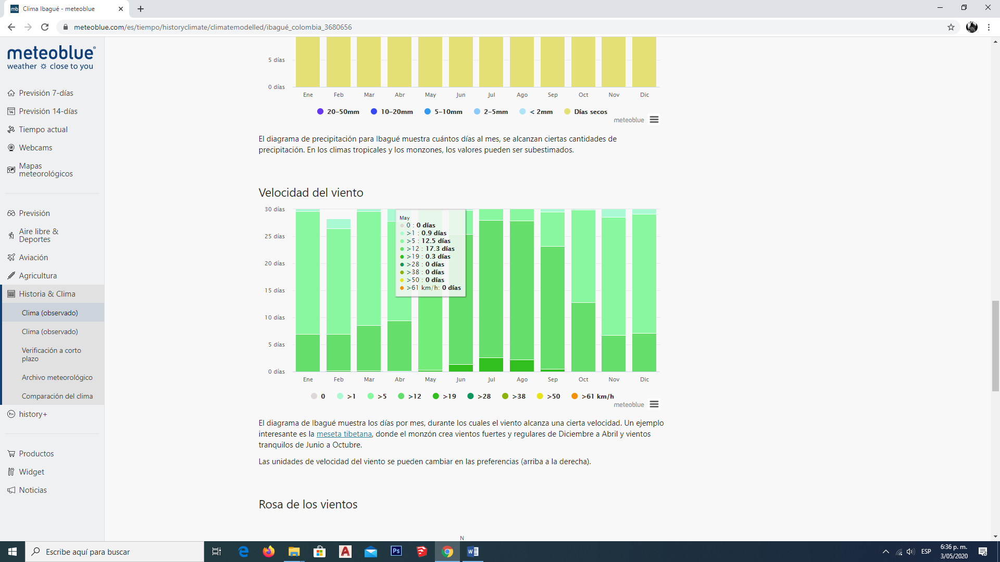 Clima Ibagué - meteoblue
meteoblue.com/es/tiempo/historyclimate/climatemodelled/ibagué_colombia_3680656
meteoblue®
weather close to you
Previsión 7-días
14
Previsión 14-días
Tiempo actual
Webcams
Mapas
meteorológicos
Previsión
Aire libre &
Deportes
Aviación
Agricultura
Historia & Clima
Clima (observado)
Clima (observado)
Verificación a corto
plazo
Archivo meteorológico
Comparación del clima
history+
Productos
Widget
Noticias
5 días
0 días
Ene Feb Mar Abr May Jun Jul Ago Sep Oct Nov Dic
20-50mm 10-20mm 5-10mm 2-5mm < 2mm Días secos
meteoblue
El diagrama de precipitación para Ibagué muestra cuántos días al mes, se alcanzan ciertas cantidades de
precipitación. En los climas tropicales y los monzones, los valores pueden ser subestimados.
Velocidad del viento
30 días
25 días
20 días
15 días
10 días
5 días
0 días
May
0 : 0 días
>1 : 0.9 días
>5 : 12.5 días
>12 : 17.3 días
>19 : 0.3 días
>28 : 0 días
>38 : 0 días
>50 : 0 días
>61 km/h: 0 días
Ene Feb Mar Abr May Jun Jul Ago Sep Oct Nov Dic
0 >1 >5 >12 >19 >28 >38 >50 >61 km/h
meteoblue
El diagrama de Ibagué muestra los días por mes, durante los cuales el viento alcanza una cierta velocidad. Un ejemplo
interesante es la meseta tibetana, donde el monzón crea vientos fuertes y regulares de Diciembre a Abril y vientos
tranquilos de Junio a Octubre.
Las unidades de velocidad del viento se pueden cambiar en las preferencias (arriba a la derecha).
Rosa de los vientos
N
Escribe aquí para buscar
Ps
ESP
6:36 p. m.
3/05/2020